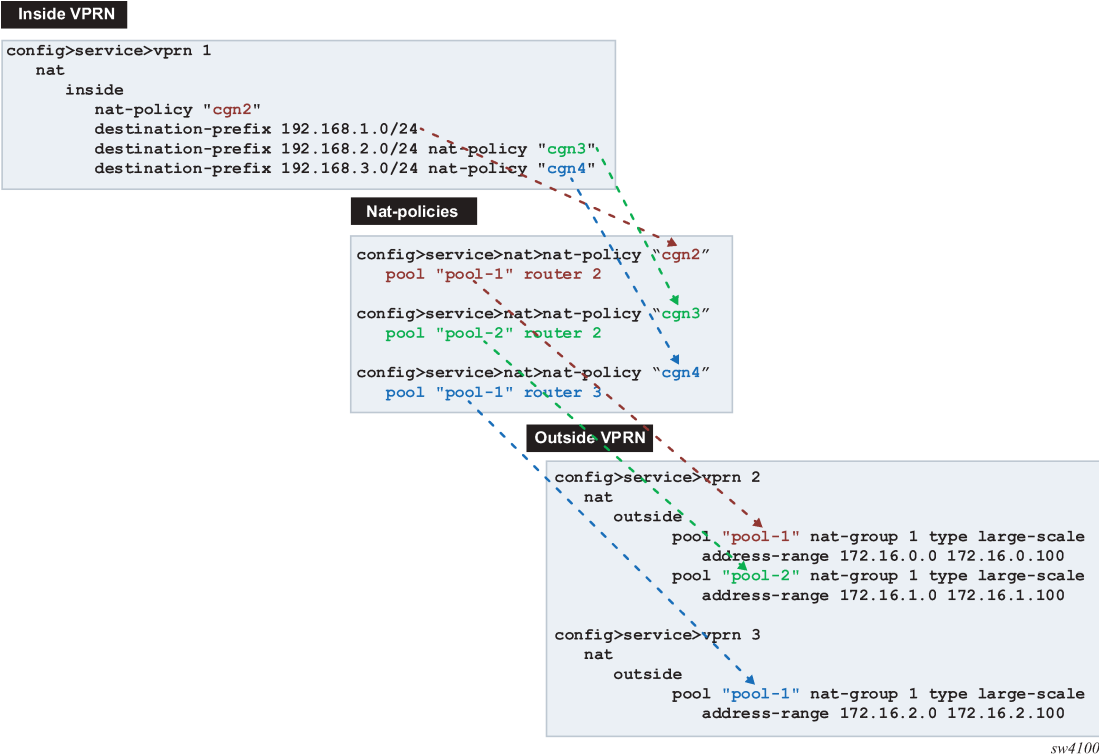 Inside VPRN
config>service>vprn 1
nat
inside
nat-policy "cgn2"
destination-prefix 192.168.1.0/24
destination-prefix 192.168.2.0/24 nat-policy "cgn3"
destination-prefix 192.168.3.0/24 nat-policy "cgn4"
Nat-policies
config>service>nat>nat-policy “cgn2”
pool "pool-1" router 2
config>service>nat>nat-policy “cgn3”
pool "pool-2" router 2
config>service>nat>nat-policy “cgn4”
pool "pool-1" router 3
Outside VPRN
config>service>vprn 2
nat
outside
pool "pool-1" nat-group 1 type large-scale
address-range 172.16.0.0 172.16.0.100
pool "pool-2" nat-group 1 type large-scale
address-range 172.16.1.0 172.16.1.100
config>service>vprn 3
nat
outside
pool "pool-1" nat-group 1 type large-scale
address-range 172.16.2.0 172.16.2.100
sw4100